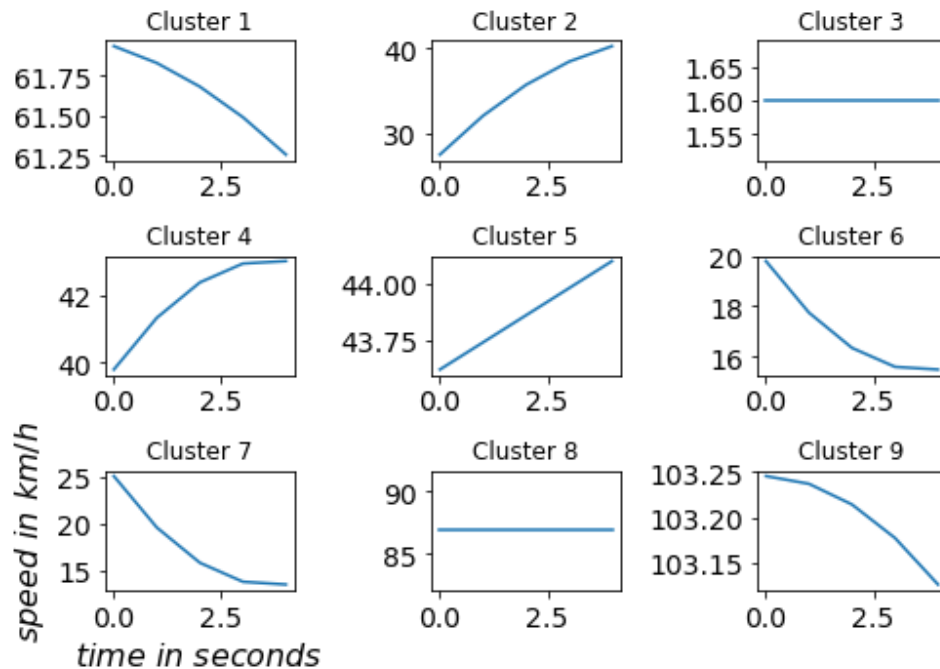 Cluster 1
Cluster 2
Cluster 3
61.75
61.50
61.25
0.0 2.5
40
30
0.0 2.5
1.65
1.60
1.55
0.0 2.5
Cluster 4
Cluster 5
Cluster 6
42
40
0.0 2.5
44.00
43.75
0.0 2.5
20
18
16
0.0 2.5
Cluster 7
Cluster 8
Cluster 9
25
20
15
0.0 2.5
90
85
0.0 2.5
103.25
103.20
103.15
0.0 2.5
speed in km/h
time in seconds